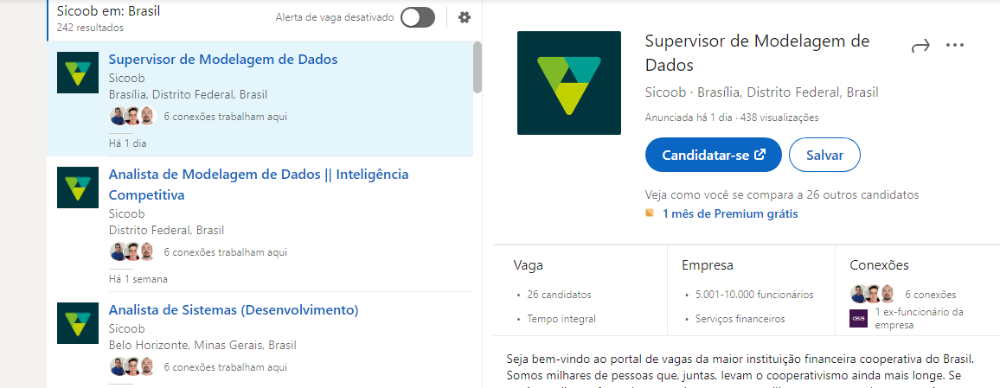 Sicoob em: Brasil
242 resultados
Alerta de vaga desativado
Supervisor de Modelagem de Dados
Sicoob
Brasília, Distrito Federal, Brasil
6 conexões trabalham aqui
Há 1 dia
Analista de Modelagem de Dados || Inteligência
Competitiva
Sicoob
Distrito Federal, Brasil
6 conexões trabalham aqui
Há 1 semana
Analista de Sistemas (Desenvolvimento)
Sicoob
Belo Horizonte, Minas Gerais, Brasil
6 conexões trabalham aqui
Supervisor de Modelagem de
Dados
Sicoob · Brasília, Distrito Federal, Brasil
Anunciada há 1 dia · 438 visualizações
Candidatar-se
Salvar
Veja como você se compara a 26 outros candidatos
1 mês de Premium grátis
Vaga
• 26 candidatos
• Tempo integral
Empresa
• 5.001-10.000 funcionários
• Serviços financeiros
Conexões
6 conexões
1 ex-funcionário da
empresa
Seja bem-vindo ao portal de vagas da maior instituição financeira cooperativa do Brasil.
Somos milhares de pessoas que, juntas, levam o cooperativismo ainda mais longe. Se